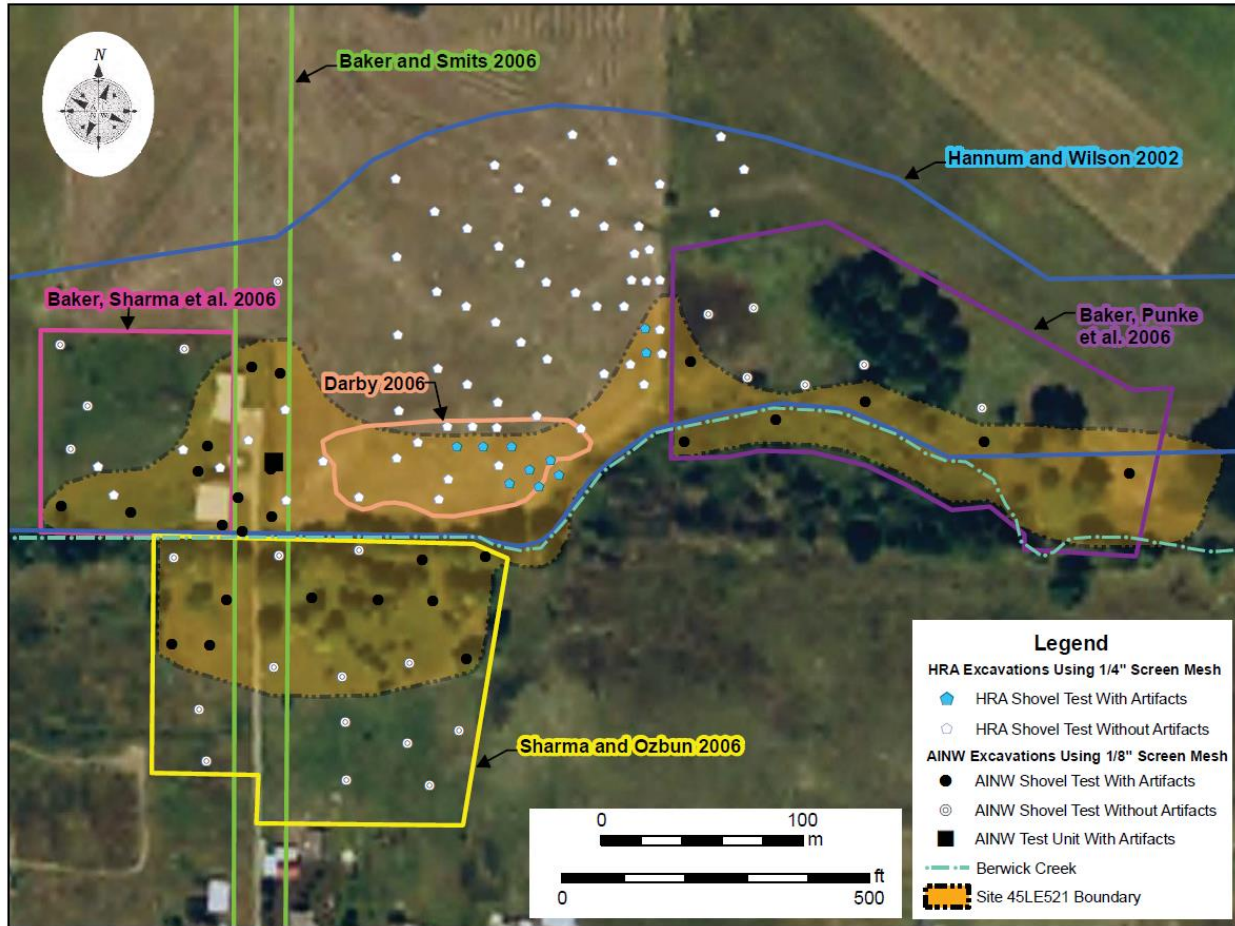 N
Baker and Smits 2006
Hannum and Wilson 2002
Baker, Sharma et al. 2006
Baker, Punke
et al. 2006
Darby 2006
Sharma and Ozbun 2006
0 100
m
ft
0 500
Legend
HRA Excavations Using 1/4" Screen Mesh
HRA Shovel Test With Artifacts
HRA Shovel Test Without Artifacts
AINW Excavations Using 1/8" Screen Mesh
AINW Shovel Test With Artifacts
AINW Shovel Test Without Artifacts
AINW Test Unit With Artifacts
Berwick Creek
Site 45LE521 Boundary